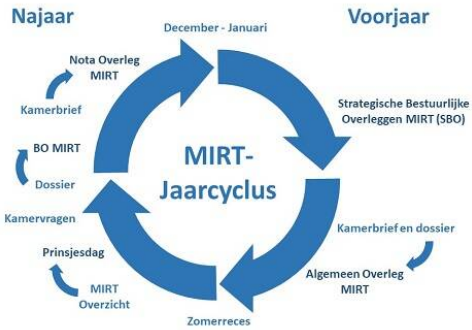 Najaar
December - Januari
Voorjaar
Nota Overleg
MIRT
Kamerbrief
Strategische Bestuurlijke
Overleggen MIRT (SBO)
BO MIRT
Dossier
MIRT-
Jaarcyclus
Kamervragen
Kamerbrief en dossier
Prinsjesdag
Algemeen Overleg
MIRT
MIRT
Overzicht
Zomerreces